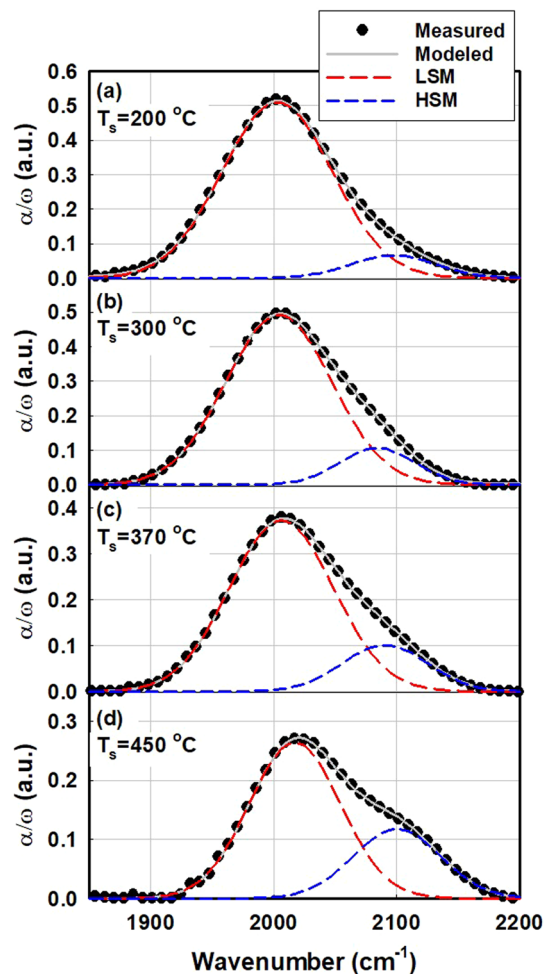 Measured
Modeled
LSM
HSM
(a)
Tₛ=200 °C
0.6
0.5
0.4
0.3
0.2
0.1
0.0
α/ω (a.u.)
(b)
Tₛ=300 °C
0.5
0.4
0.3
0.2
0.1
0.0
α/ω (a.u.)
(c)
Tₛ=370 °C
0.4
0.3
0.2
0.1
0.0
α/ω (a.u.)
(d)
Tₛ=450 °C
0.3
0.2
0.1
0.0
α/ω (a.u.)
1900 2000 2100 2200
Wavenumber (cm⁻¹)